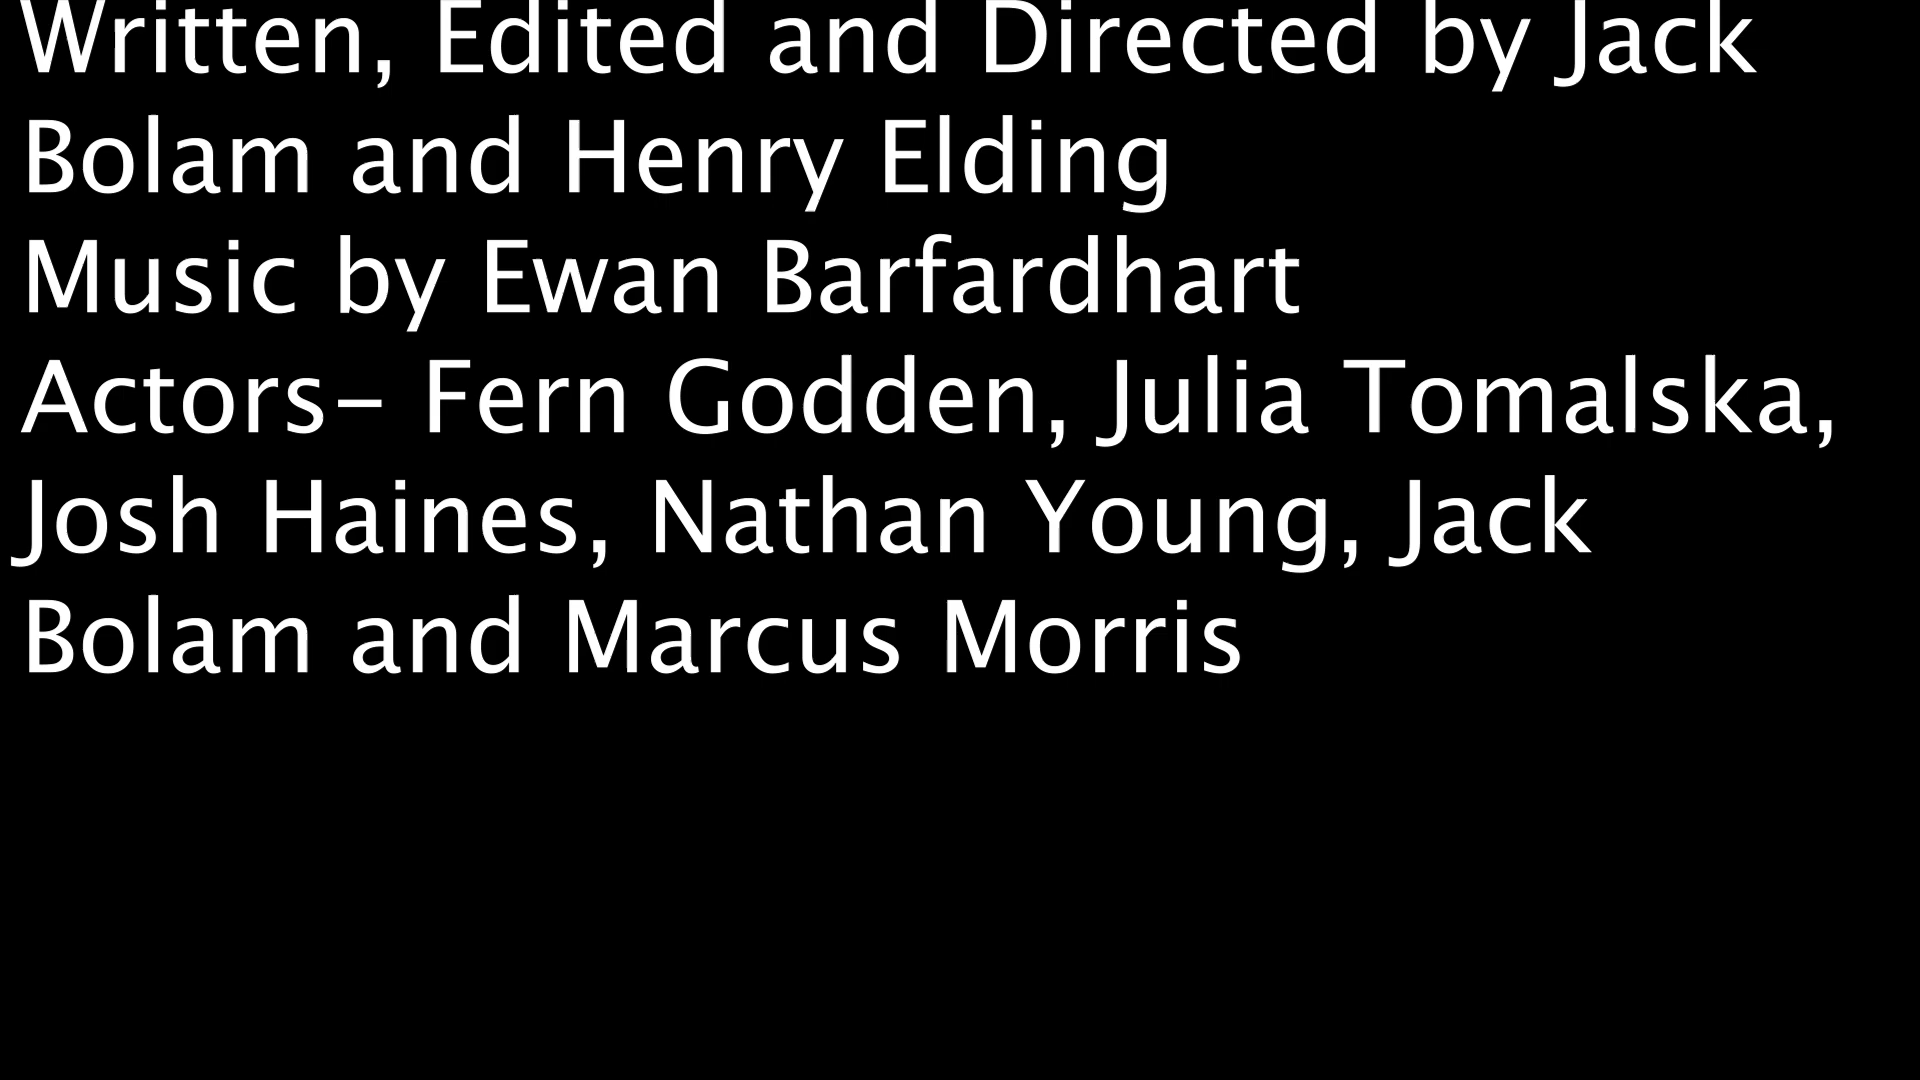 Written, Edited and Directed by Jack
Bolam and Henry Elding
Music by Ewan Barfardhart
Actors- Fern Godden, Julia Tomalska,
Josh Haines, Nathan Young, Jack
Bolam and Marcus Morris